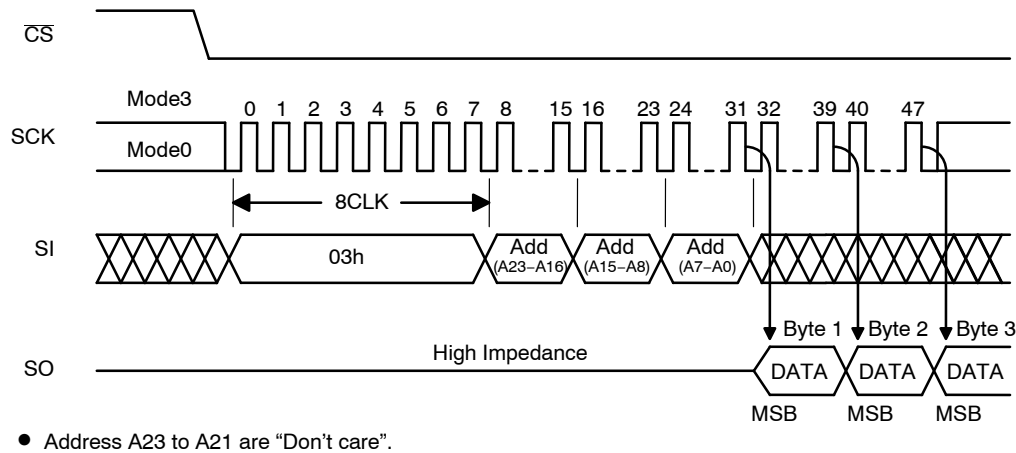 CS
Mode3
0 1 2 3 4 5 6 7 8 15 16 23 24 31 32 39 40 47
SCK
Mode0
8CLK
SI
03h
Add (A23−A16)
Add (A15−A8)
Add (A7−A0)
Byte 1 Byte 2 Byte 3
High Impedance
SO
DATA DATA DATA
MSB MSB MSB
● Address A23 to A21 are “Don’t care”.